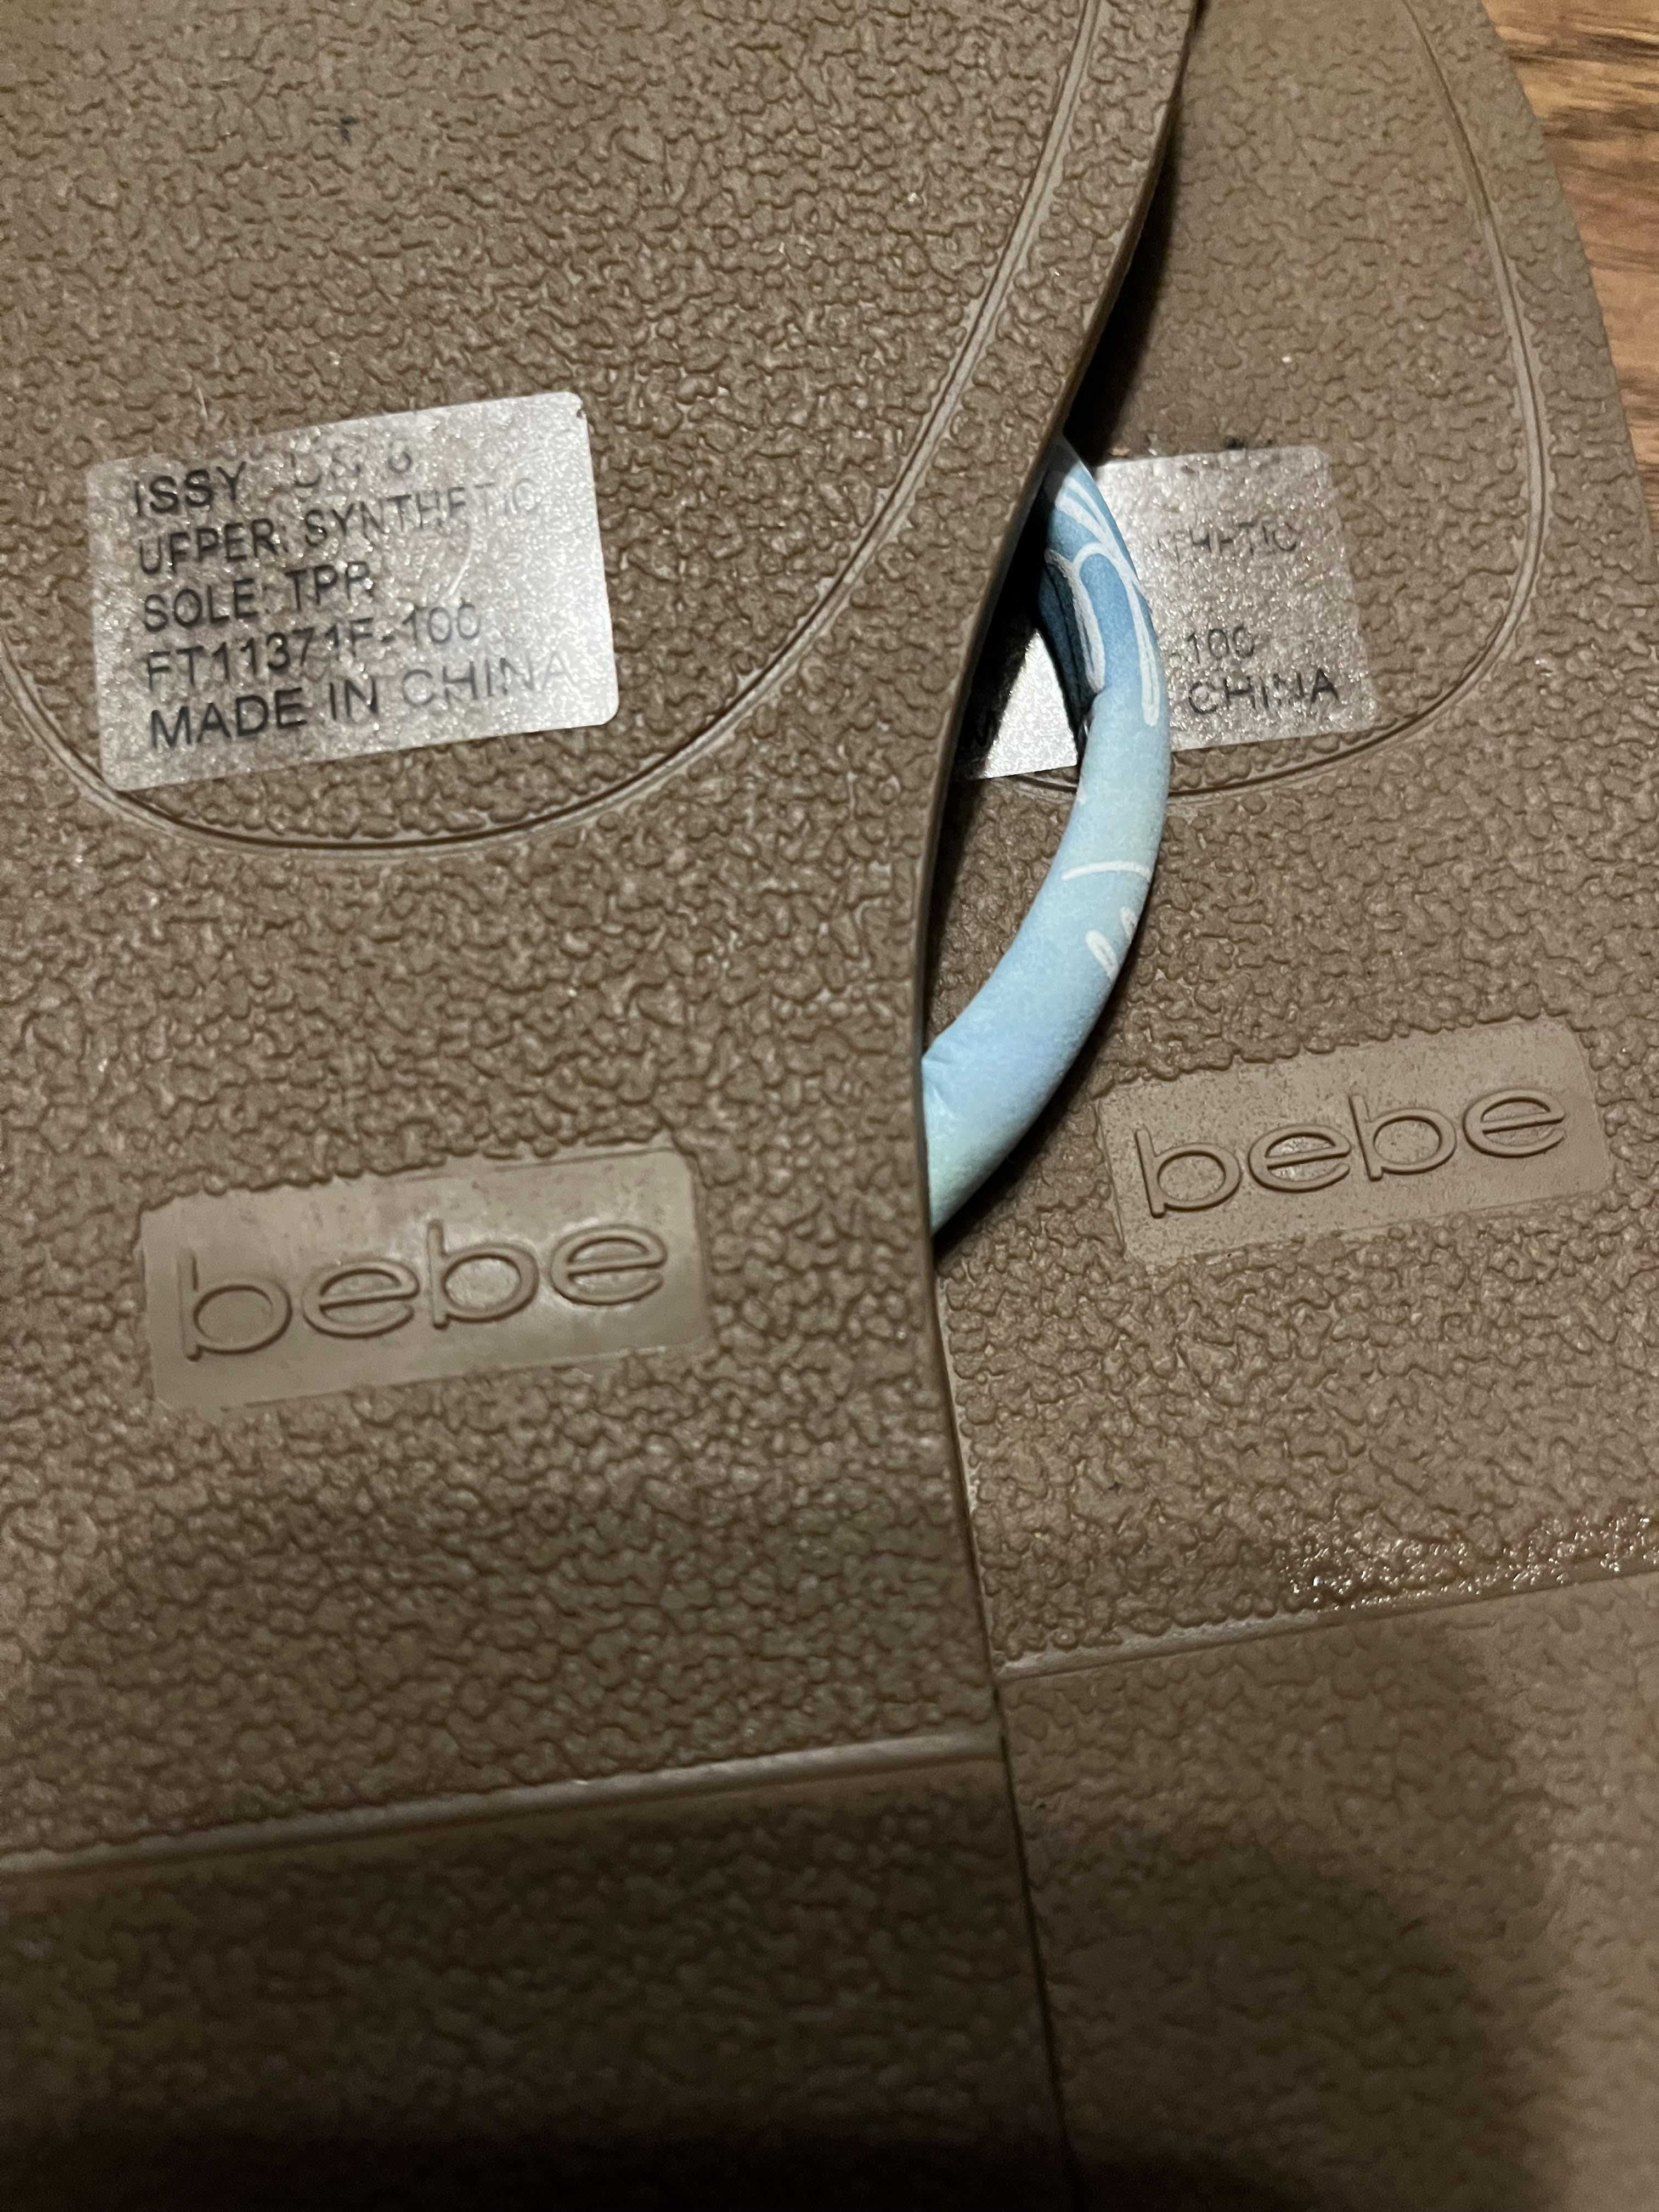 ISSY
UPPER: SYNTHETIC
SOLE: TPR
FT11371F-100
MADE IN CHINA
bebe
-100
CHINA
bebe